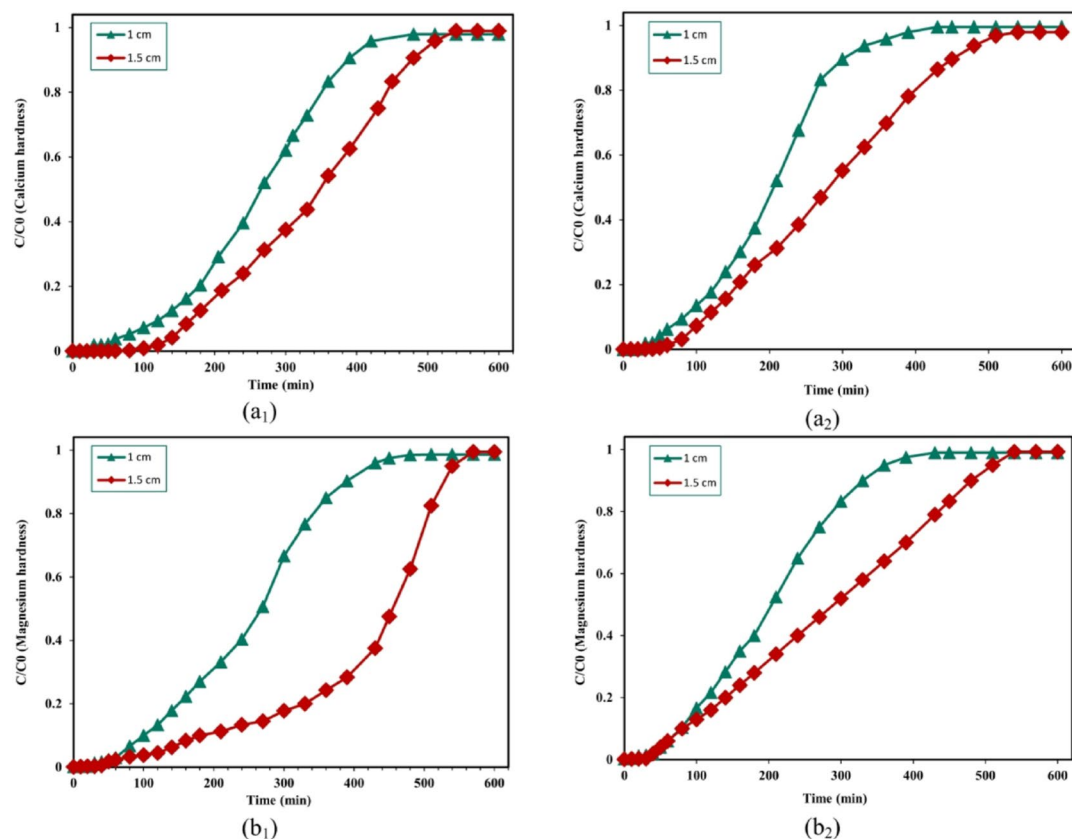 1 cm
1.5 cm
C/C0 (Calcium hardness)
1
0.8
0.6
0.4
0.2
0
0 100 200 300 400 500 600
Time (min)
(a1)
1 cm
1.5 cm
C/C0 (Calcium hardness)
1
0.8
0.6
0.4
0.2
0
0 100 200 300 400 500 600
Time (min)
(a2)
1 cm
1.5 cm
C/C0 (Magnesium hardness)
1
0.8
0.6
0.4
0.2
0
0 100 200 300 400 500 600
Time (min)
(b1)
1 cm
1.5 cm
C/C0 (Magnesium hardness)
1
0.8
0.6
0.4
0.2
0
0 100 200 300 400 500 600
Time (min)
(b2)